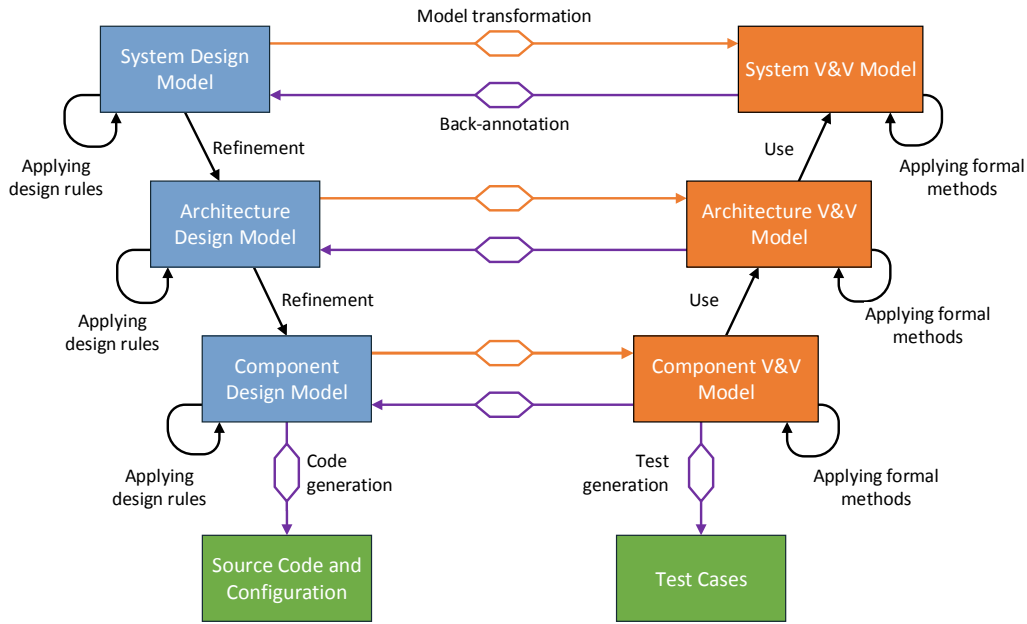 Model transformation
System Design
Model
System V&V Model
Back-annotation
Applying
design rules
Refinement
Use
Applying formal
methods
Architecture
Design Model
Architecture V&V
Model
Applying
design rules
Refinement
Use
Applying formal
methods
Component
Design Model
Component V&V
Model
Applying
design rules
Code
generation
Test
generation
Applying formal
methods
Source Code and
Configuration
Test Cases